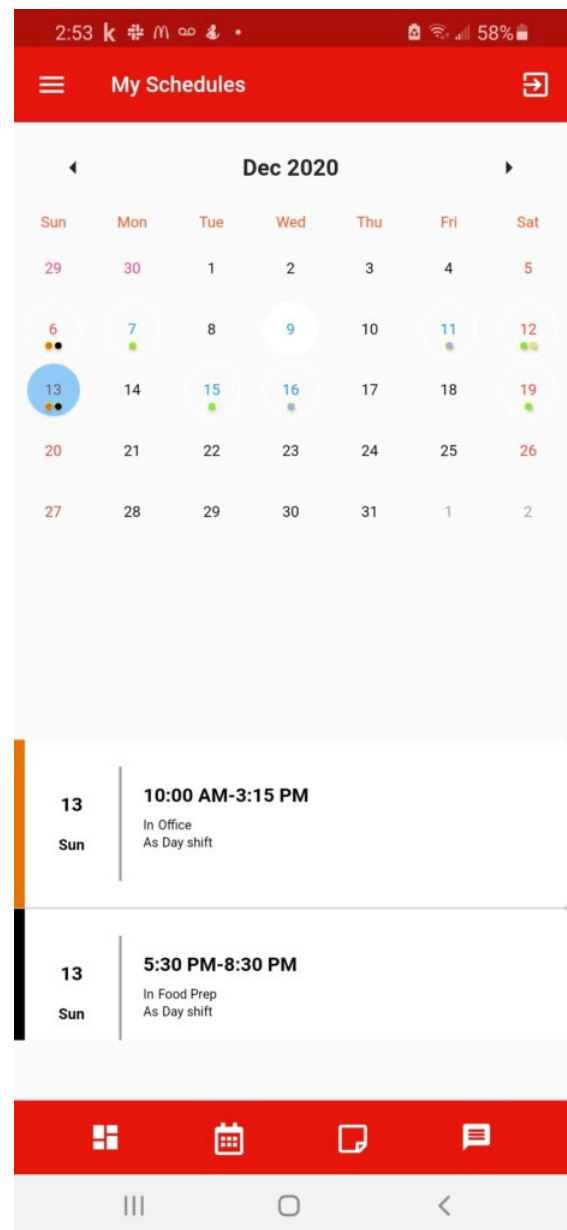 2:53 58%
My Schedules
Dec 2020
Sun Mon Tue Wed Thu Fri Sat
29 30 1 2 3 4 5
6 7 8 9 10 11 12
13 14 15 16 17 18 19
20 21 22 23 24 25 26
27 28 29 30 31 1 2
13
Sun
10:00 AM-3:15 PM
In Office
As Day shift
13
Sun
5:30 PM-8:30 PM
In Food Prep
As Day shift